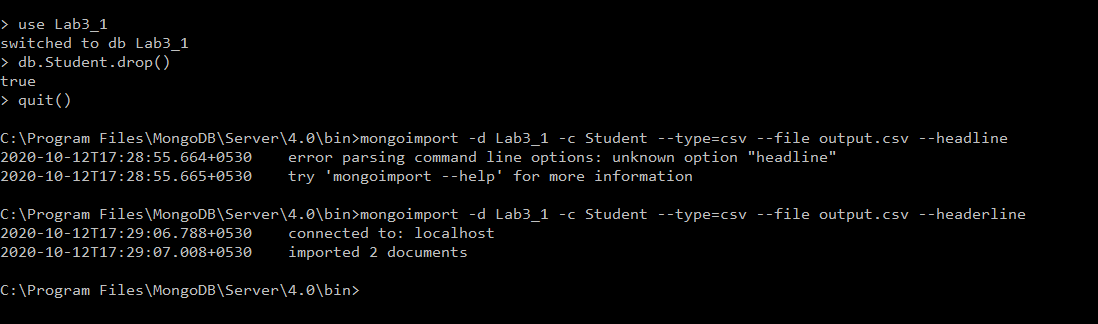 > use Lab3_1
switched to db Lab3_1
> db.Student.drop()
true
> quit()
C:\Program Files\MongoDB\Server\4.0\bin>mongoimport -d Lab3_1 -c Student --type=csv --file output.csv --headline
2020-10-12T17:28:55.664+0530    error parsing command line options: unknown option "headline"
2020-10-12T17:28:55.665+0530    try 'mongoimport --help' for more information
C:\Program Files\MongoDB\Server\4.0\bin>mongoimport -d Lab3_1 -c Student --type=csv --file output.csv --headerline
2020-10-12T17:29:06.788+0530    connected to: localhost
2020-10-12T17:29:07.008+0530    imported 2 documents
C:\Program Files\MongoDB\Server\4.0\bin>